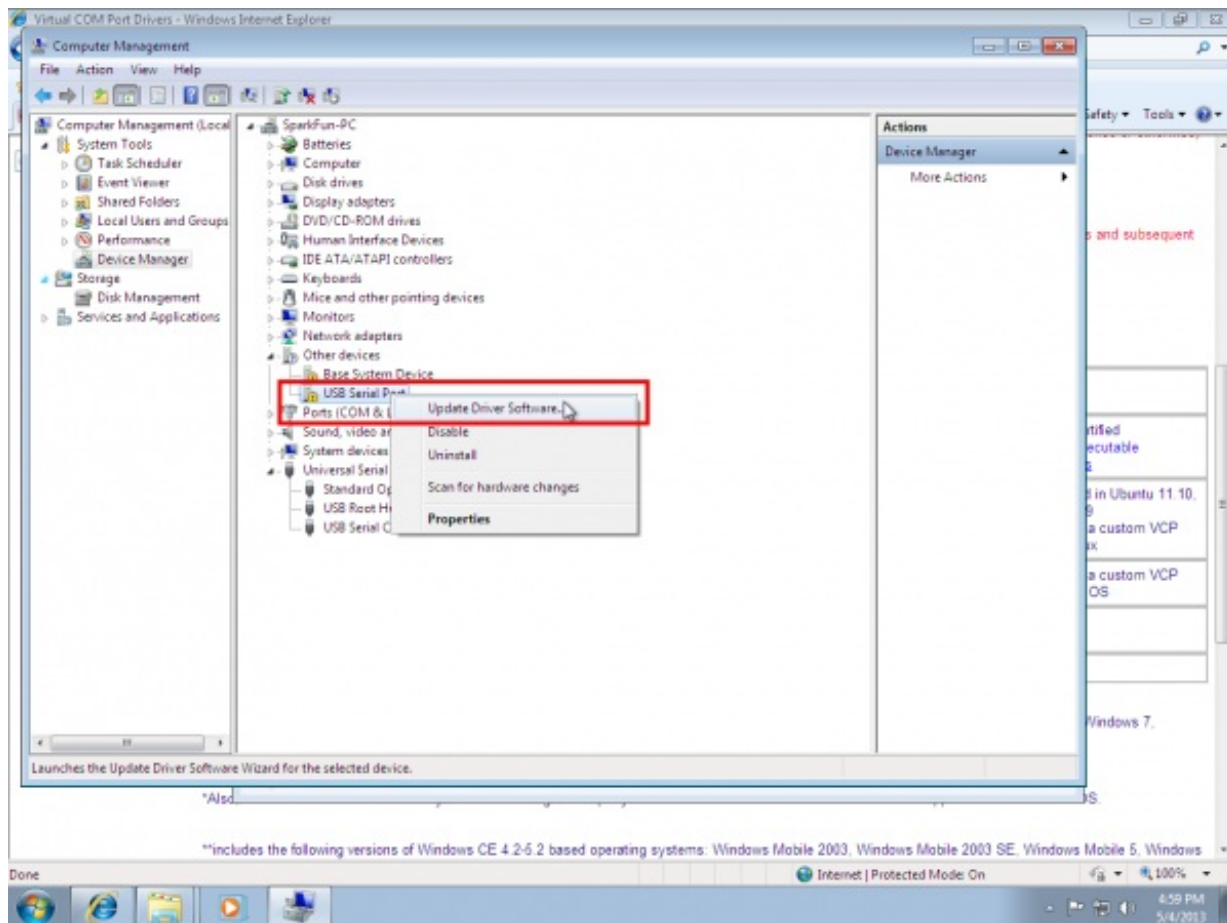 Virtual COM Port Drivers - Windows Internet Explorer
Computer Management
File Action View Help
Safety Tools
Computer Management (Local
System Tools
Task Scheduler
Event Viewer
Shared Folders
Local Users and Groups
Performance
Device Manager
Storage
Disk Management
Services and Applications
SparkFun-PC
Batteries
Computer
Disk drives
Display adapters
DVD/CD-ROM drives
Human Interface Devices
IDE ATA/ATAPI controllers
Keyboards
Mice and other pointing devices
Monitors
Network adapters
Other devices
Base System Device
USB Serial Port
Ports (COM & L
Sound, video an
System devices
Universal Serial
Standard Op
USB Root H
USB Serial C
Update Driver Software...
Disable
Uninstall
Scan for hardware changes
Properties
Actions
Device Manager
More Actions
s and subsequent
ecutable
d in Ubuntu 11.10,
a custom VCP
a custom VCP
OS
Windows 7,
Launches the Update Driver Software Wizard for the selected device.
*Also
OS.
**includes the following versions of Windows CE 4.2-5.2 based operating systems: Windows Mobile 2003, Windows Mobile 2003 SE, Windows Mobile 5, Windows
Done
Internet | Protected Mode: On
100%
4:59 PM
5/4/2013